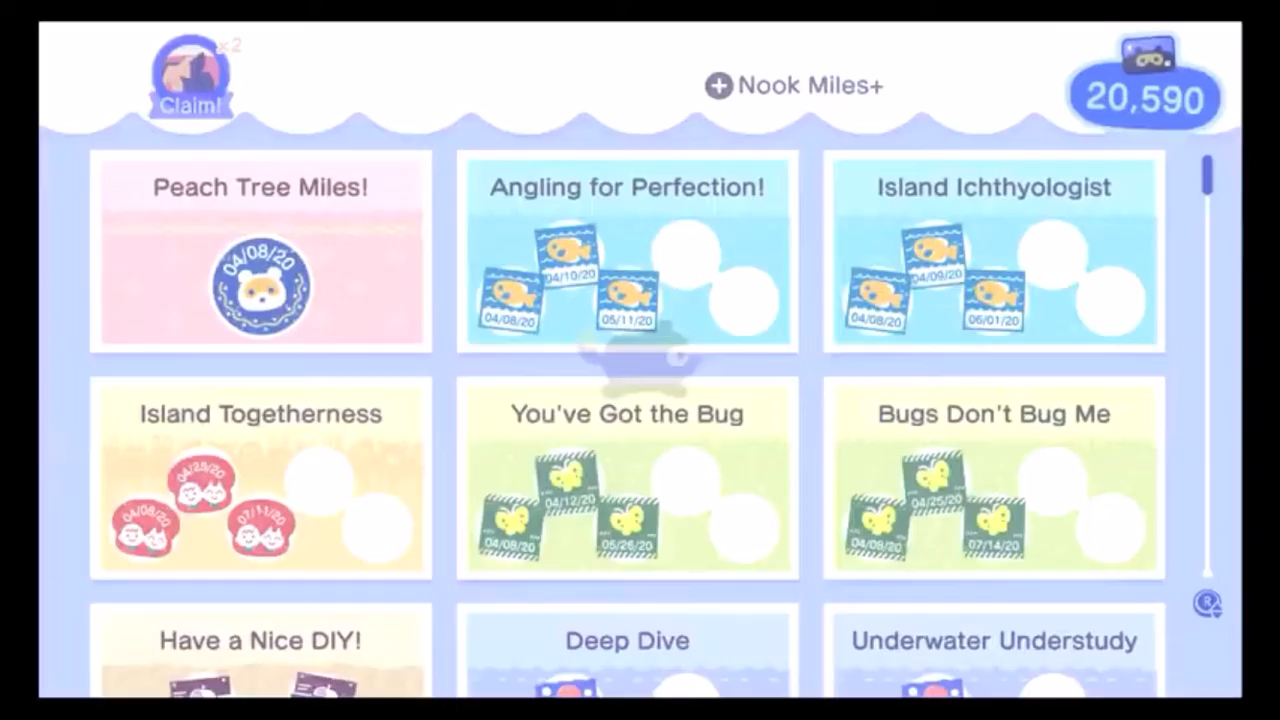 x2
Claim!
Nook Miles+
20,590
Peach Tree Miles!
04/08/20
Angling for Perfection!
04/10/20
04/08/20
05/11/20
Island Ichthyologist
04/09/20
04/08/20
06/01/20
Island Togetherness
04/25/20
04/08/20
07/11/20
You've Got the Bug
04/12/20
04/08/20
05/26/20
Bugs Don't Bug Me
04/25/20
04/08/20
07/14/20
R
Have a Nice DIY!
Deep Dive
Underwater Understudy